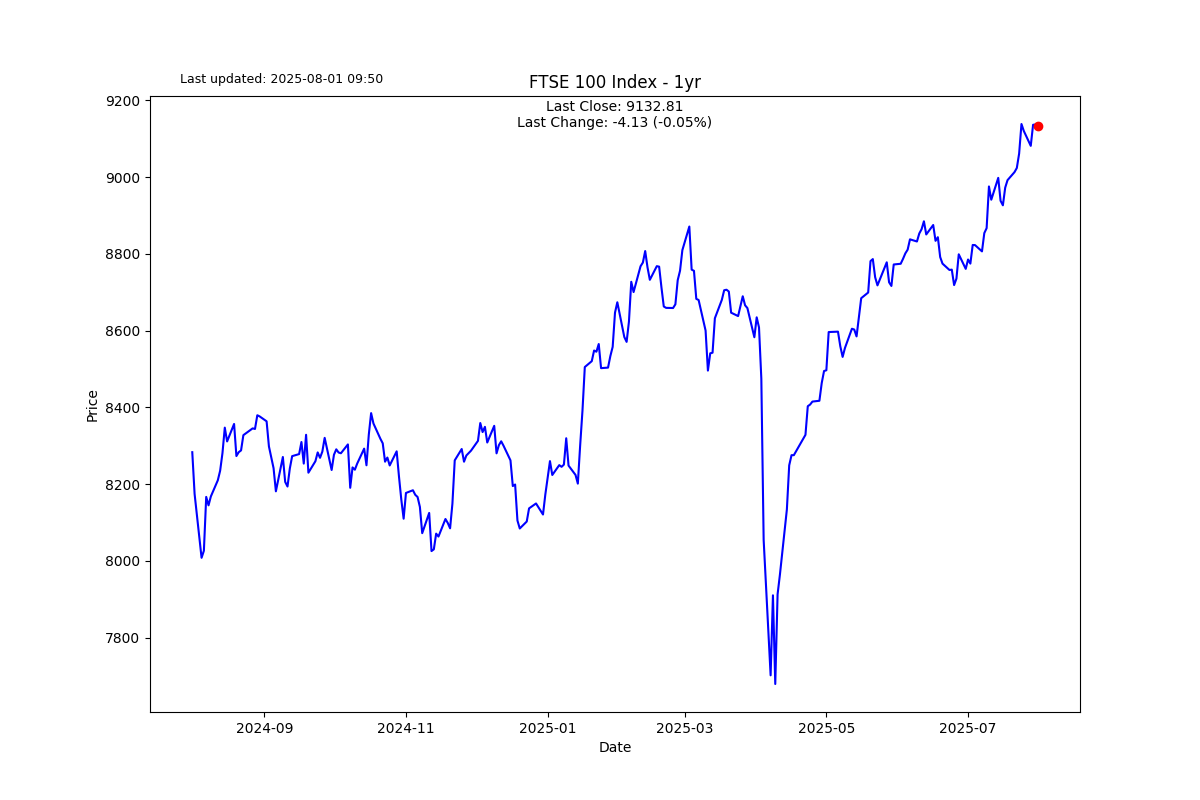 Last updated: 2025-08-01 09:50
FTSE 100 Index - 1yr
Last Close: 9132.81
Last Change: -4.13 (-0.05%)
9200
9000
8800
8600
8400
8200
8000
7800
Price
2024-09
2024-11
2025-01
2025-03
2025-05
2025-07
Date